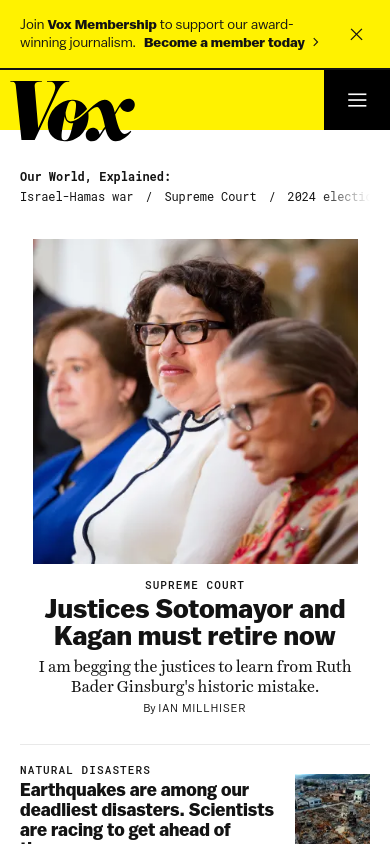 Join Vox Membership to support our award-
winning journalism. Become a member today
Vox
Our World, Explained:
Israel-Hamas war / Supreme Court / 2024 electi
SUPREME COURT
Justices Sotomayor and
Kagan must retire now
I am begging the justices to learn from Ruth
Bader Ginsburg's historic mistake.
By IAN MILLHISER
NATURAL DISASTERS
Earthquakes are among our
deadliest disasters. Scientists
are racing to get ahead of